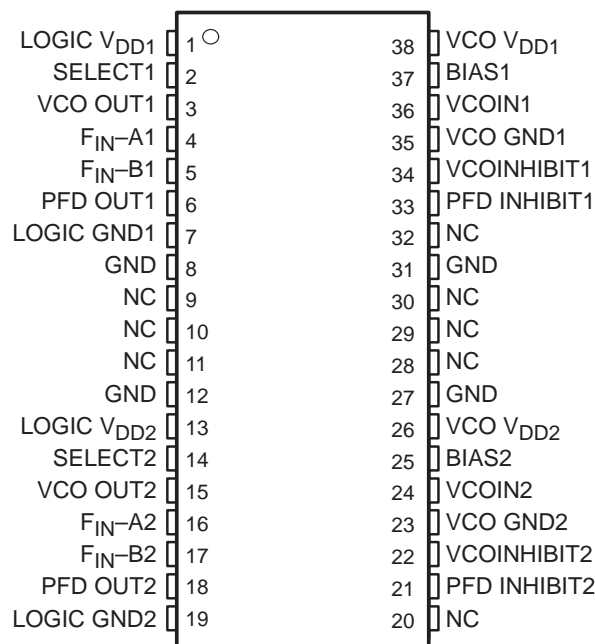 LOGIC VDD1 1 38 VCO VDD1
SELECT1 2 37 BIAS1
VCO OUT1 3 36 VCOIN1
FIN–A1 4 35 VCO GND1
FIN–B1 5 34 VCOINHIBIT1
PFD OUT1 6 33 PFD INHIBIT1
LOGIC GND1 7 32 NC
GND 8 31 GND
NC 9 30 NC
NC 10 29 NC
NC 11 28 NC
GND 12 27 GND
LOGIC VDD2 13 26 VCO VDD2
SELECT2 14 25 BIAS2
VCO OUT2 15 24 VCOIN2
FIN–A2 16 23 VCO GND2
FIN–B2 17 22 VCOINHIBIT2
PFD OUT2 18 21 PFD INHIBIT2
LOGIC GND2 19 20 NC